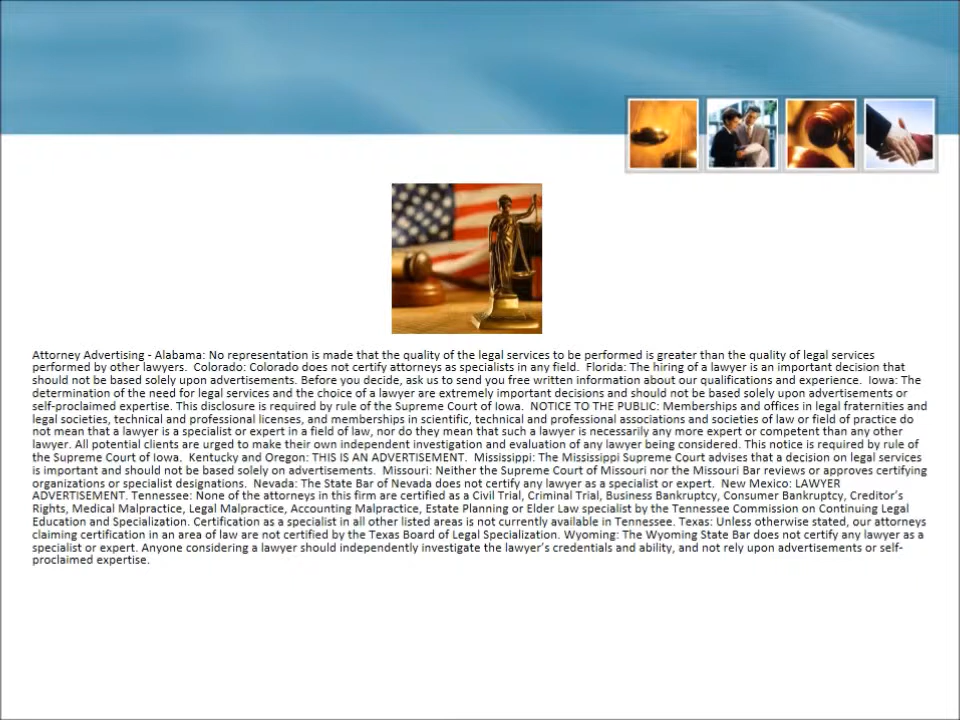 Attorney Advertising - Alabama: No representation is made that the quality of the legal services to be performed is greater than the quality of legal services
performed by other lawyers.  Colorado: Colorado does not certify attorneys as specialists in any field.  Florida: The hiring of a lawyer is an important decision that
should not be based solely upon advertisements. Before you decide, ask us to send you free written information about our qualifications and experience.  Iowa: The
determination of the need for legal services and the choice of a lawyer are extremely important decisions and should not be based solely upon advertisements or
self-proclaimed expertise. This disclosure is required by rule of the Supreme Court of Iowa.  NOTICE TO THE PUBLIC: Memberships and offices in legal fraternities and
legal societies, technical and professional licenses, and memberships in scientific, technical and professional associations and societies of law or field of practice do
not mean that a lawyer is a specialist or expert in a field of law, nor do they mean that such a lawyer is necessarily any more expert or competent than any other
lawyer. All potential clients are urged to make their own independent investigation and evaluation of any lawyer being considered. This notice is required by rule of
the Supreme Court of Iowa.  Kentucky and Oregon: THIS IS AN ADVERTISEMENT.  Mississippi: The Mississippi Supreme Court advises that a decision on legal services
is important and should not be based solely on advertisements.  Missouri: Neither the Supreme Court of Missouri nor the Missouri Bar reviews or approves certifying
organizations or specialist designations.  Nevada: The State Bar of Nevada does not certify any lawyer as a specialist or expert.  New Mexico: LAWYER
ADVERTISEMENT. Tennessee: None of the attorneys in this firm are certified as a Civil Trial, Criminal Trial, Business Bankruptcy, Consumer Bankruptcy, Creditor's
Rights, Medical Malpractice, Legal Malpractice, Accounting Malpractice, Estate Planning or Elder Law specialist by the Tennessee Commission on Continuing Legal
Education and Specialization. Certification as a specialist in all other listed areas is not currently available in Tennessee. Texas: Unless otherwise stated, our attorneys
claiming certification in an area of law are not certified by the Texas Board of Legal Specialization. Wyoming: The Wyoming State Bar does not certify any lawyer as a
specialist or expert. Anyone considering a lawyer should independently investigate the lawyer's credentials and ability, and not rely upon advertisements or self-
proclaimed expertise.